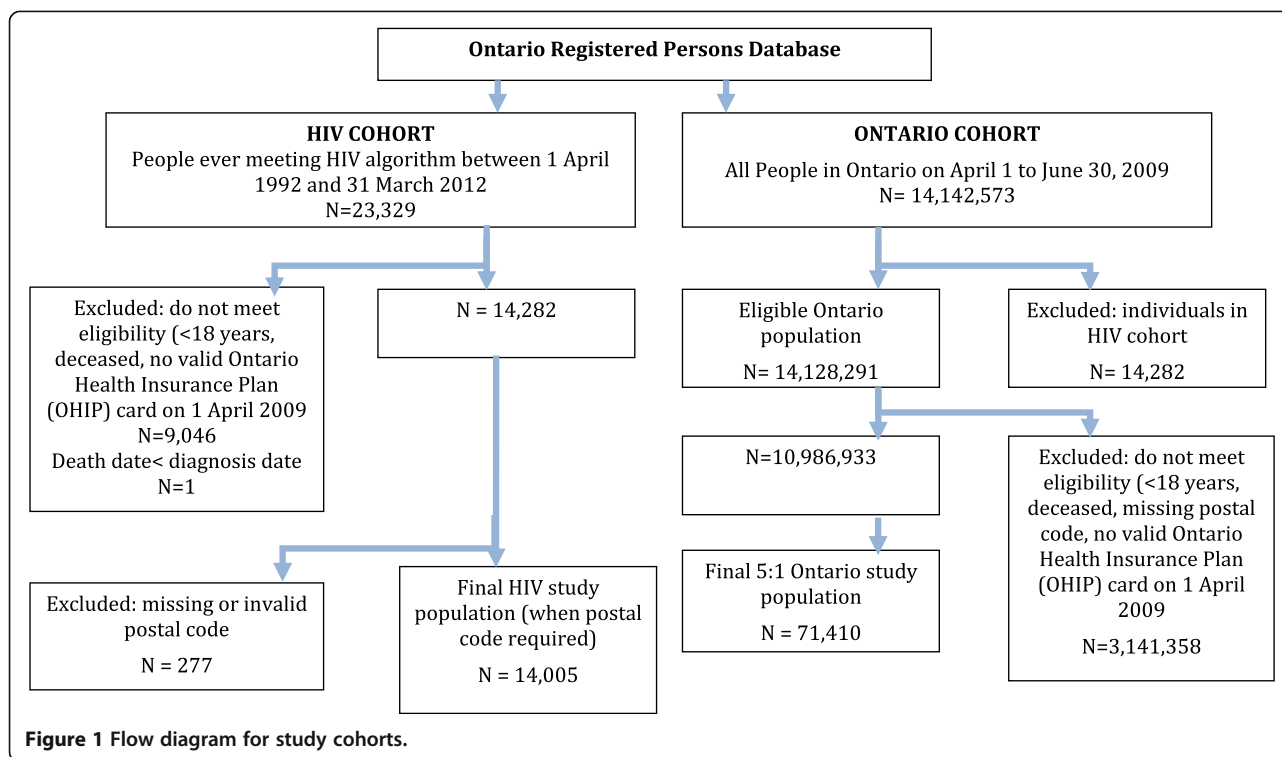 Ontario Registered Persons Database
HIV COHORT
People ever meeting HIV algorithm between 1 April
1992 and 31 March 2012
N=23,329
ONTARIO COHORT
All People in Ontario on April 1 to June 30, 2009
N= 14,142,573
Excluded: do not meet
eligibility (<18 years,
deceased, no valid Ontario
Health Insurance Plan
(OHIP) card on 1 April 2009
N=9,046
Death date< diagnosis date
N=1
N = 14,282
Eligible Ontario
population
N= 14,128,291
Excluded: individuals in
HIV cohort
N= 14,282
N=10,986,933
Excluded: do not meet
eligibility (<18 years,
deceased, missing postal
code, no valid Ontario
Health Insurance Plan
(OHIP) card on 1 April
2009
N=3,141,358
Excluded: missing or invalid
postal code
N = 277
Final HIV study
population (when postal
code required)
N = 14,005
Final 5:1 Ontario study
population
N = 71,410
Figure 1 Flow diagram for study cohorts.